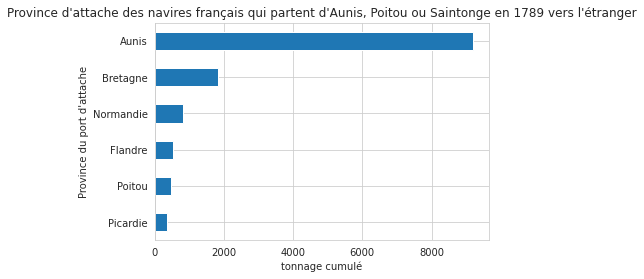 Province d'attache des navires français qui partent d'Aunis, Poitou ou Saintonge en 1789 vers l'étranger
Province du port d'attache
Aunis
Bretagne
Normandie
Flandre
Poitou
Picardie
0 2000 4000 6000 8000
tonnage cumulé